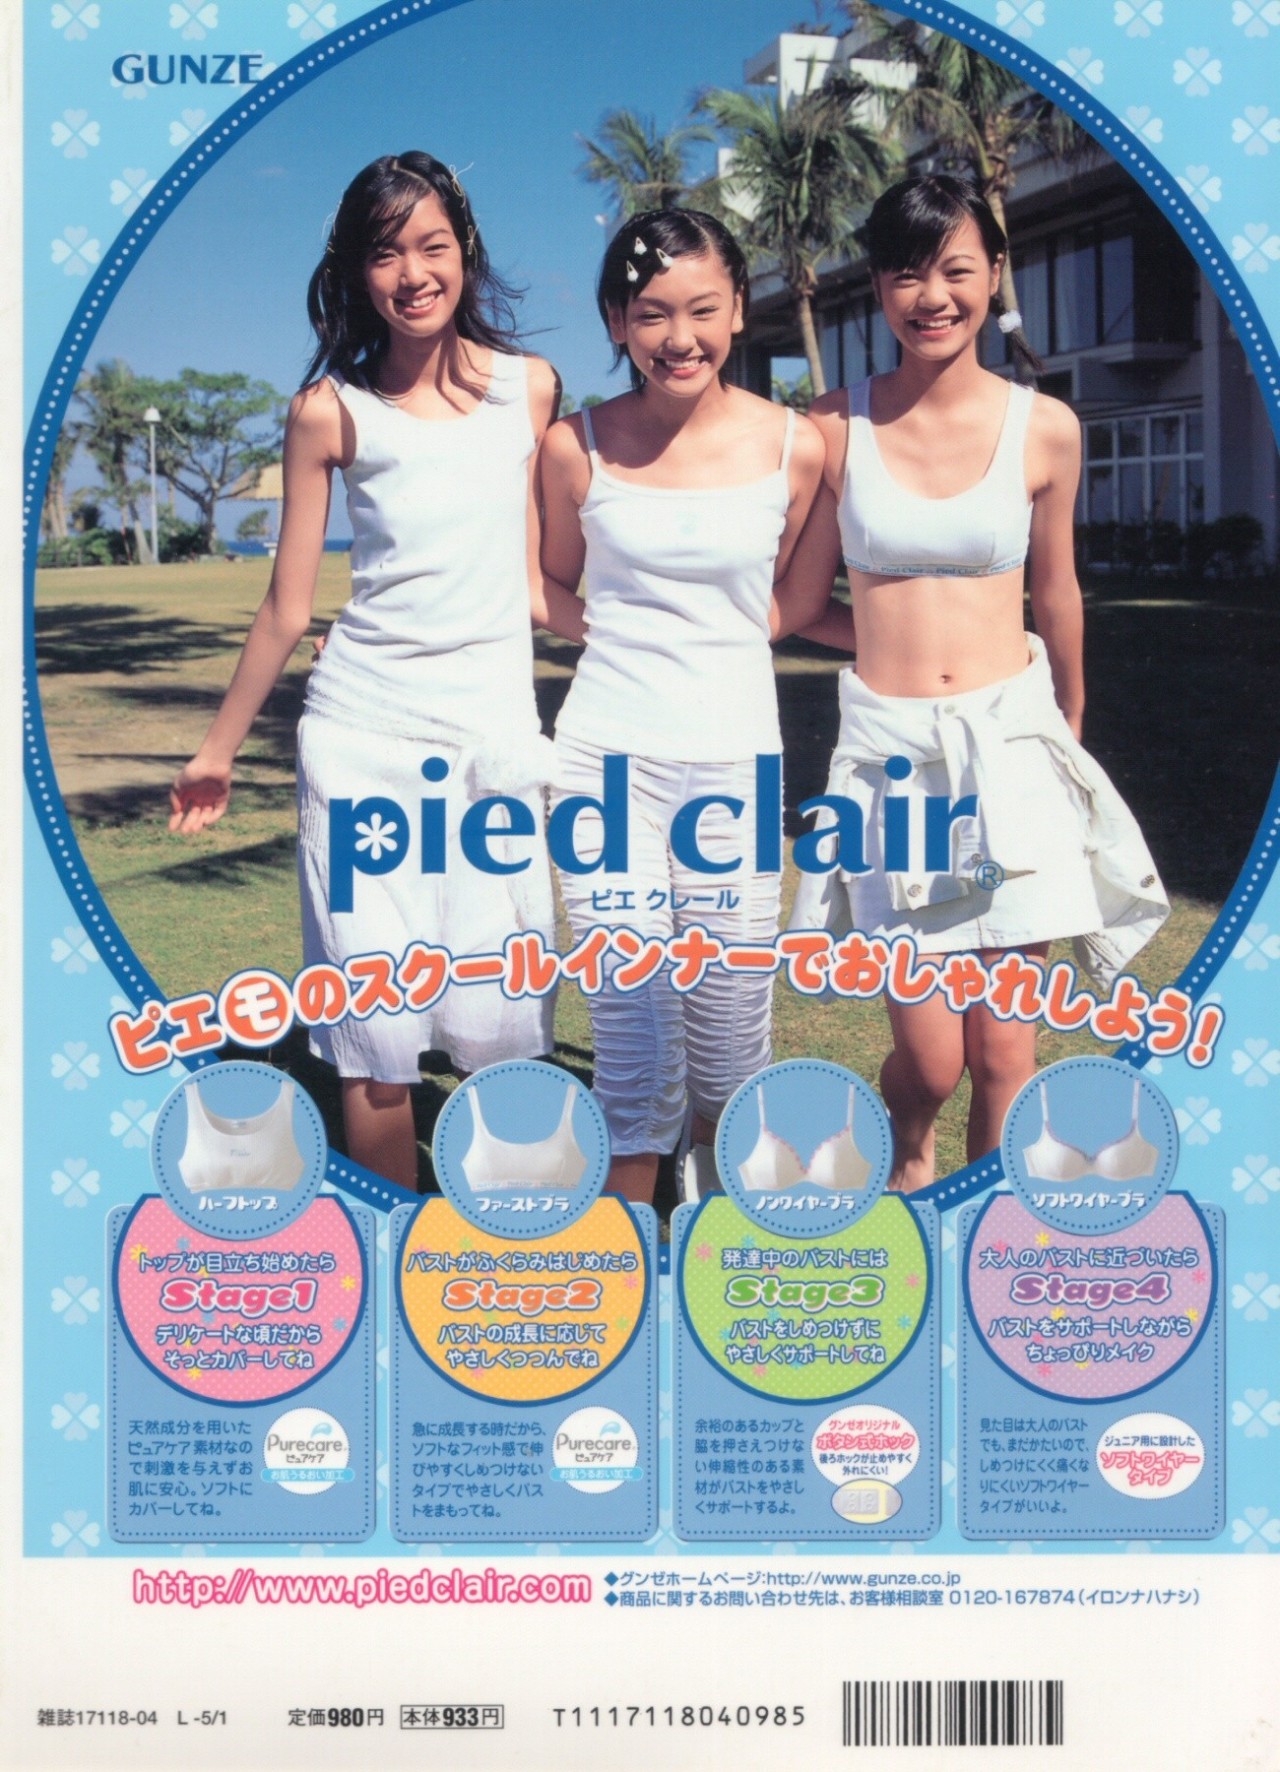 GUNZE
Pied Clair Pied Clair Pied Clair
pied clair®
ピエ クレール
ピエモのスクールインナーでおしゃれしよう!
ハーフトップ
トップが目立ち始めたら
Stage1
デリケートな頃だから
そっとカバーしてね
天然成分を用いた
ピュアケア素材なの
で刺激を与えずお
肌に安心。ソフトに
カバーしてね。
Purecare
ピュアケア
お肌うるおい加工
ファーストブラ
バストがふくらみはじめたら
Stage2
バストの成長に応じて
やさしくつつんでね
急に成長する時だから、
ソフトなフィット感で伸
びやすくしめつけない
タイプでやさしくバス
トをまもってね。
Purecare
ピュアケア
お肌うるおい加工
ノンワイヤーブラ
発達中のバストには
Stage3
バストをしめつけずに
やさしくサポートしてね
余裕のあるカップと
脇を押さえつけな
い伸縮性のある素
材がバストをやさし
くサポートするよ。
グンゼオリジナル
ボタン式ホック
後ろホックが止めやすく
外れにくい!
ソフトワイヤーブラ
大人のバストに近づいたら
Stage4
バストをサポートしながら
ちょっぴりメイク
見た目は大人のバスト
でも、まだかたいので、
しめつけにくく痛くな
りにくいソフトワイヤー
タイプがいいよ。
ジュニア用に設計した
ソフトワイヤー
タイプ
http://www.piedclair.com
◆グンゼホームページ:http://www.gunze.co.jp
◆商品に関するお問い合わせ先は、お客様相談室 0120-167874(イロンナハナシ)
雑誌17118-04 L-5/1 定価980円 本体933円 T1117118040985